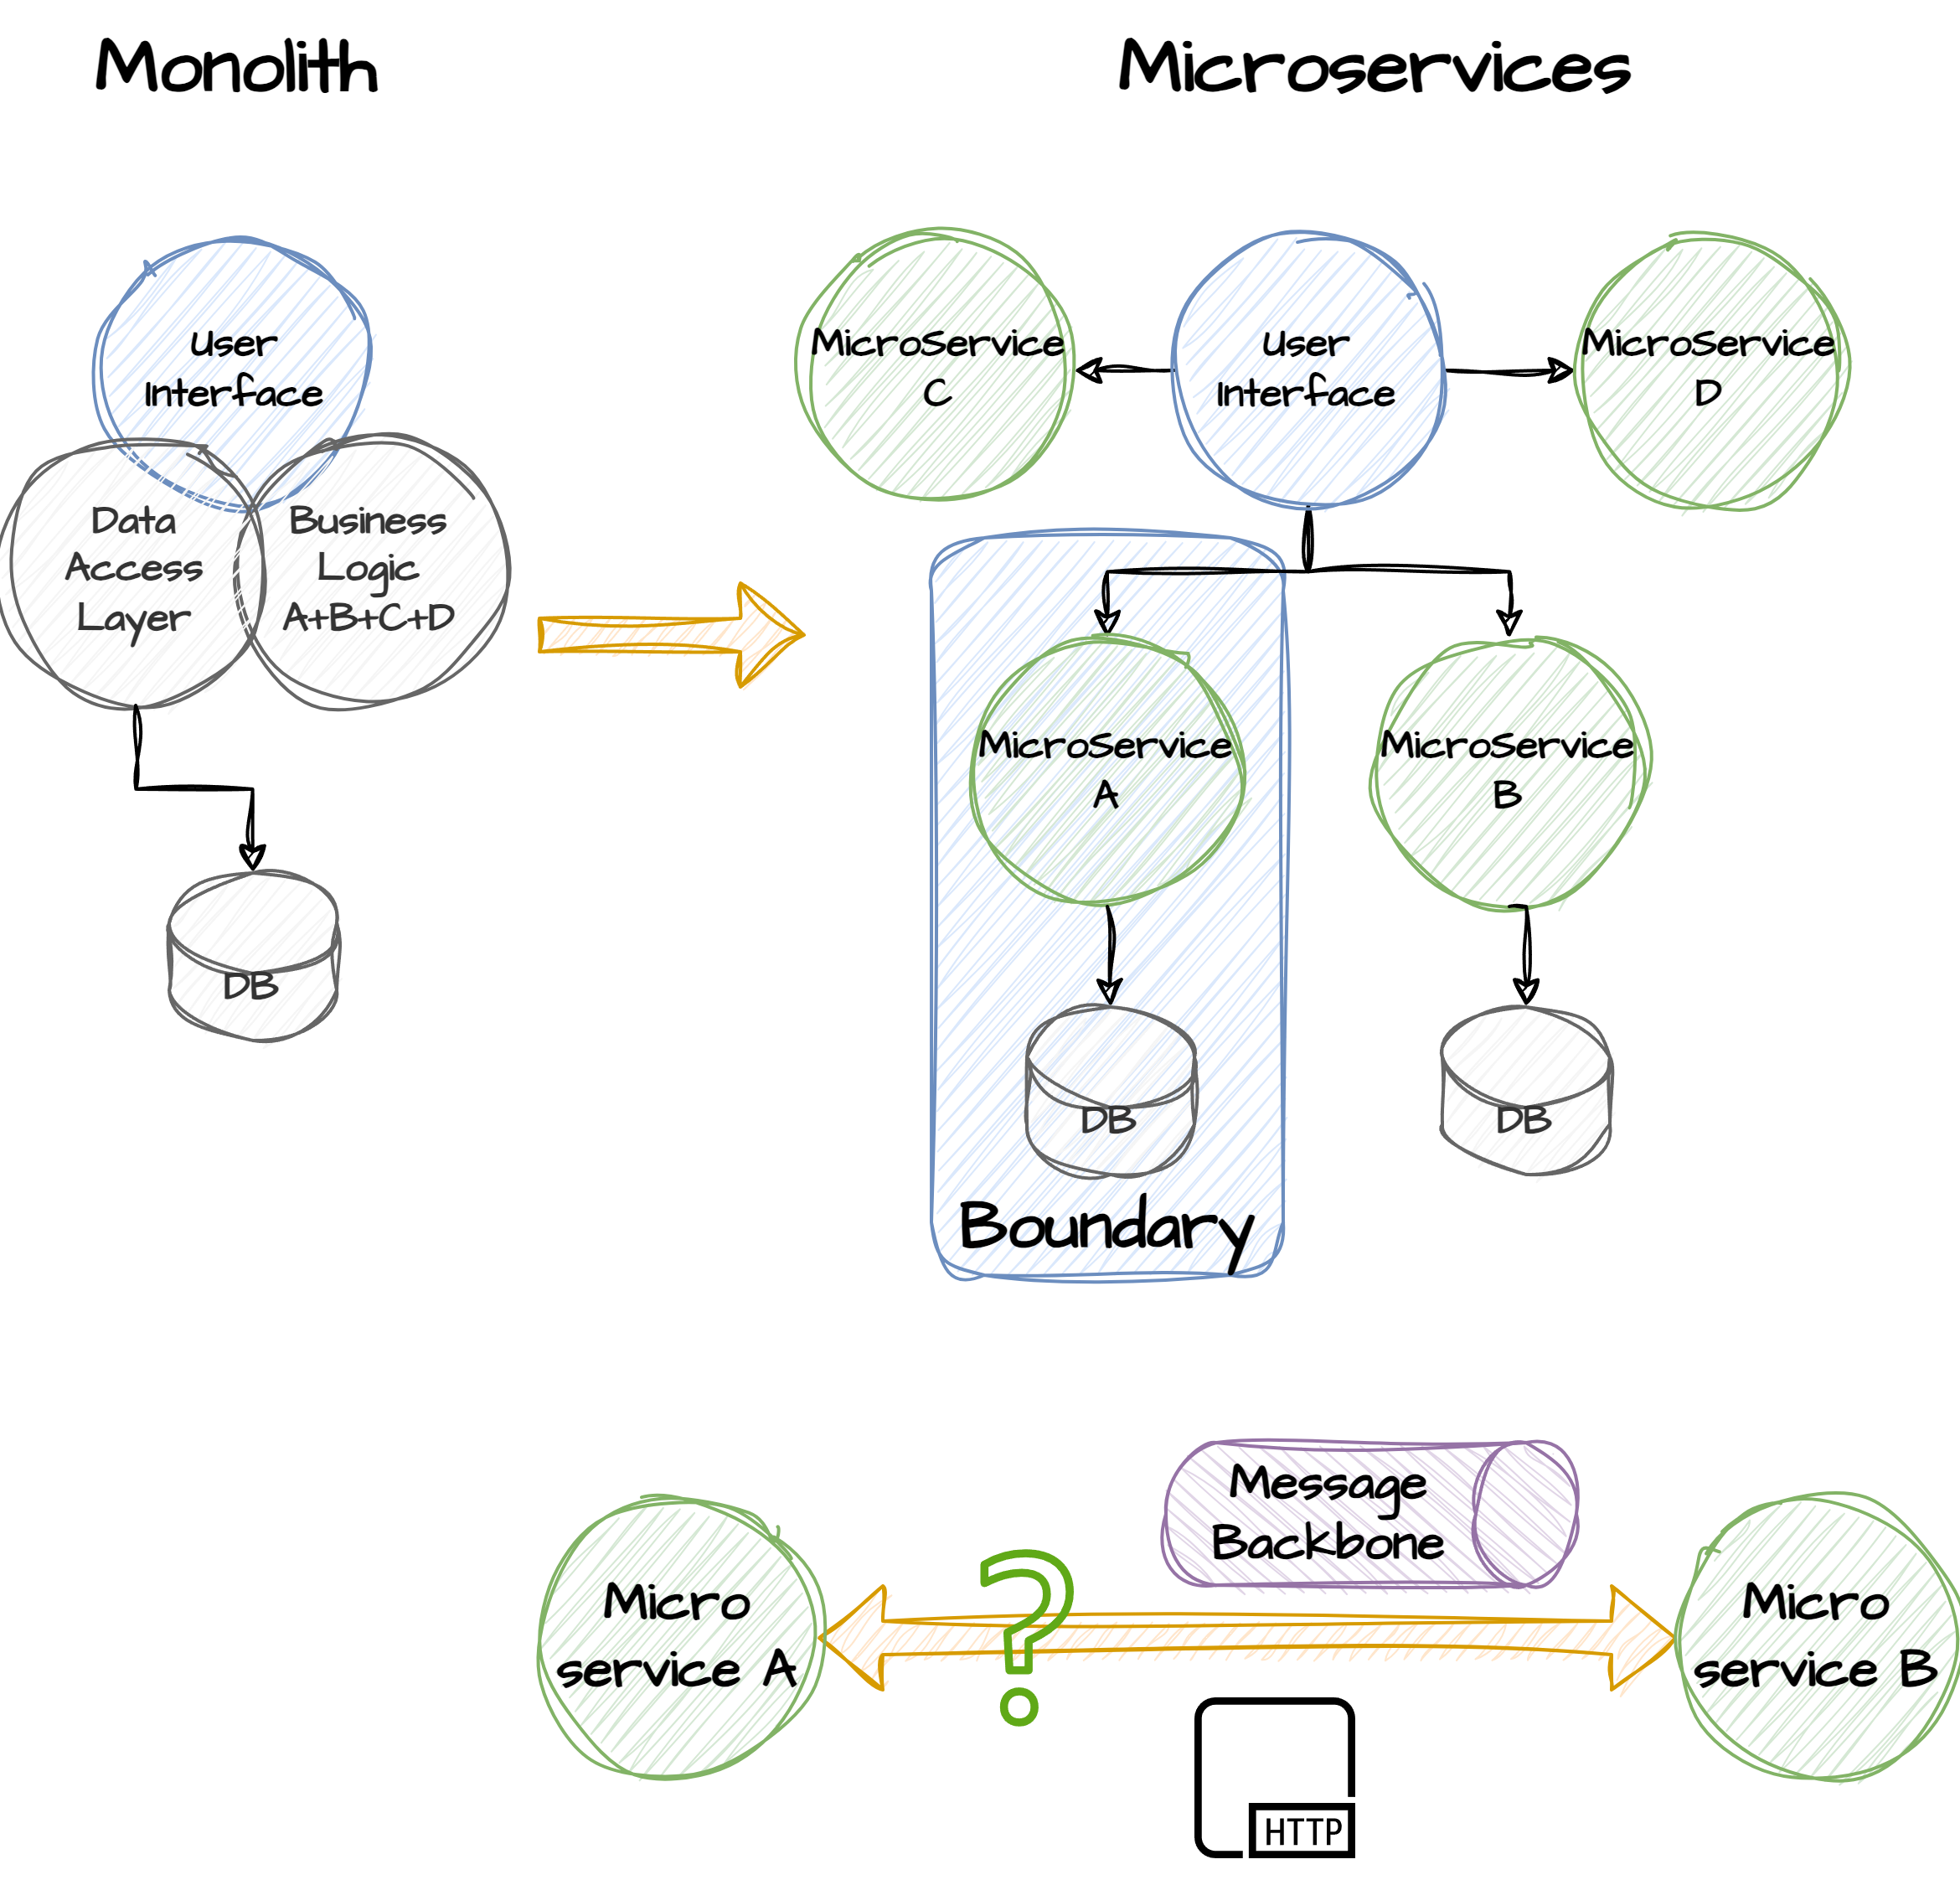 Monolith
Microservices
User
Interface
Data
Access
Layer
Business
Logic
A+B+C+D
DB
MicroService
C
User
Interface
MicroService
D
MicroService
A
MicroService
B
DB
DB
Boundary
Message
Backbone
Micro
service A
?
Micro
service B
HTTP